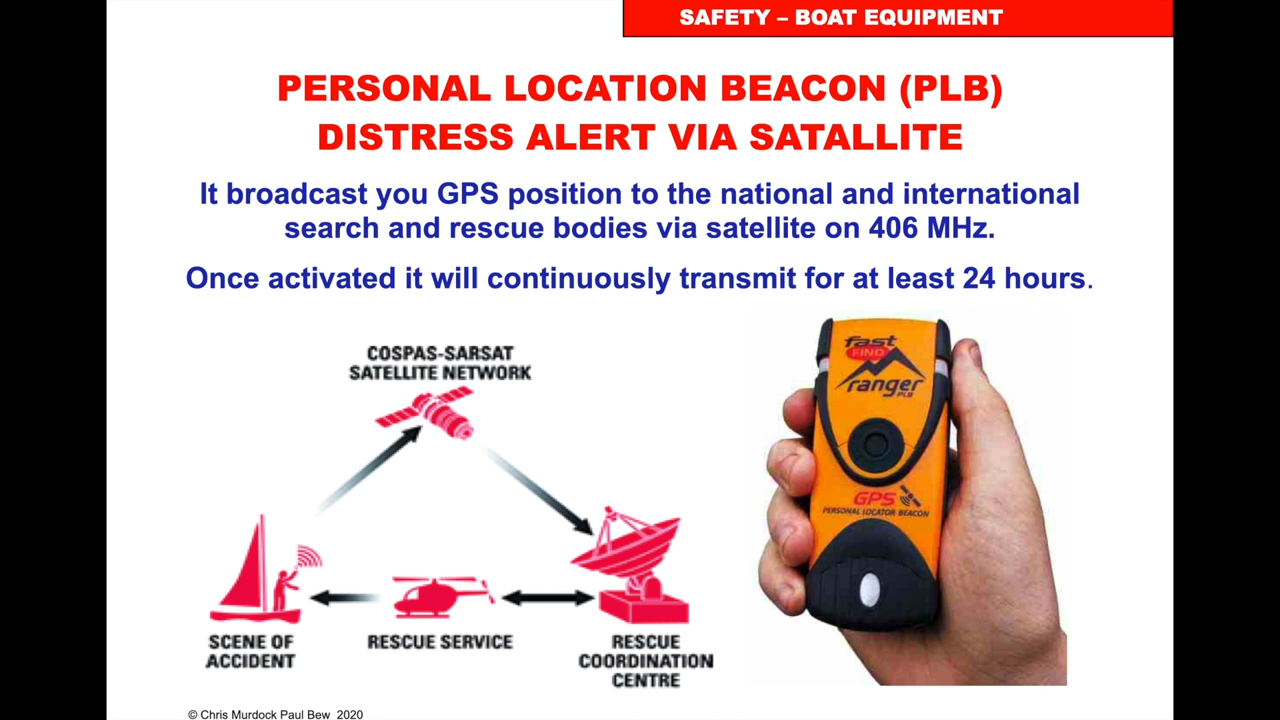 SAFETY – BOAT EQUIPMENT
PERSONAL LOCATION BEACON (PLB)
DISTRESS ALERT VIA SATALLITE
It broadcast you GPS position to the national and international
search and rescue bodies via satellite on 406 MHz.
Once activated it will continuously transmit for at least 24 hours.
COSPAS-SARSAT
SATELLITE NETWORK
SCENE OF
ACCIDENT
RESCUE SERVICE
RESCUE
COORDINATION
CENTRE
fast
FIND
ranger
PLB
GPS
PERSONAL LOCATOR BEACON
© Chris Murdock Paul Bew 2020